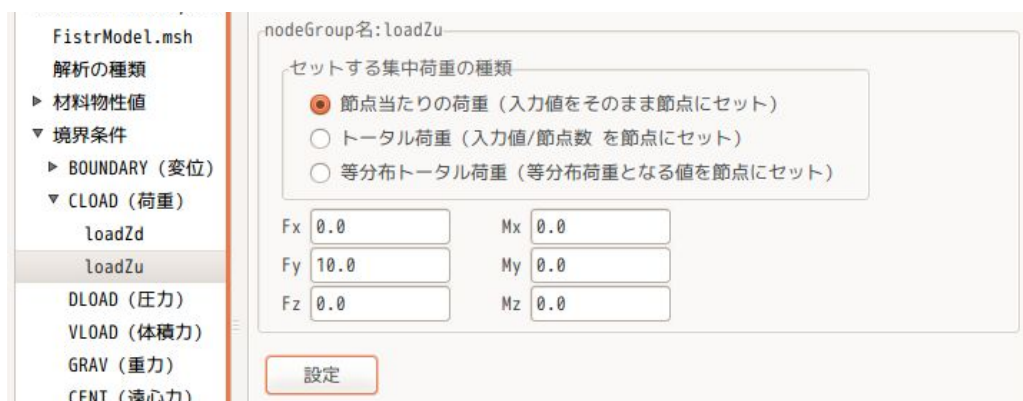 FistrModel.msh
解析の種類
材料物性値
境界条件
BOUNDARY (変位)
CLOAD (荷重)
loadZd
loadZu
DLOAD (圧力)
VLOAD (体積力)
GRAV (重力)
CENT (遠心力)
nodeGroup名:loadZu
セットする集中荷重の種類
節点当たりの荷重 (入力値をそのまま節点にセット)
トータル荷重 (入力値/節点数 を節点にセット)
等分布トータル荷重 (等分布荷重となる値を節点にセット)
Fx 0.0 Mx 0.0
Fy 10.0 My 0.0
Fz 0.0 Mz 0.0
設定